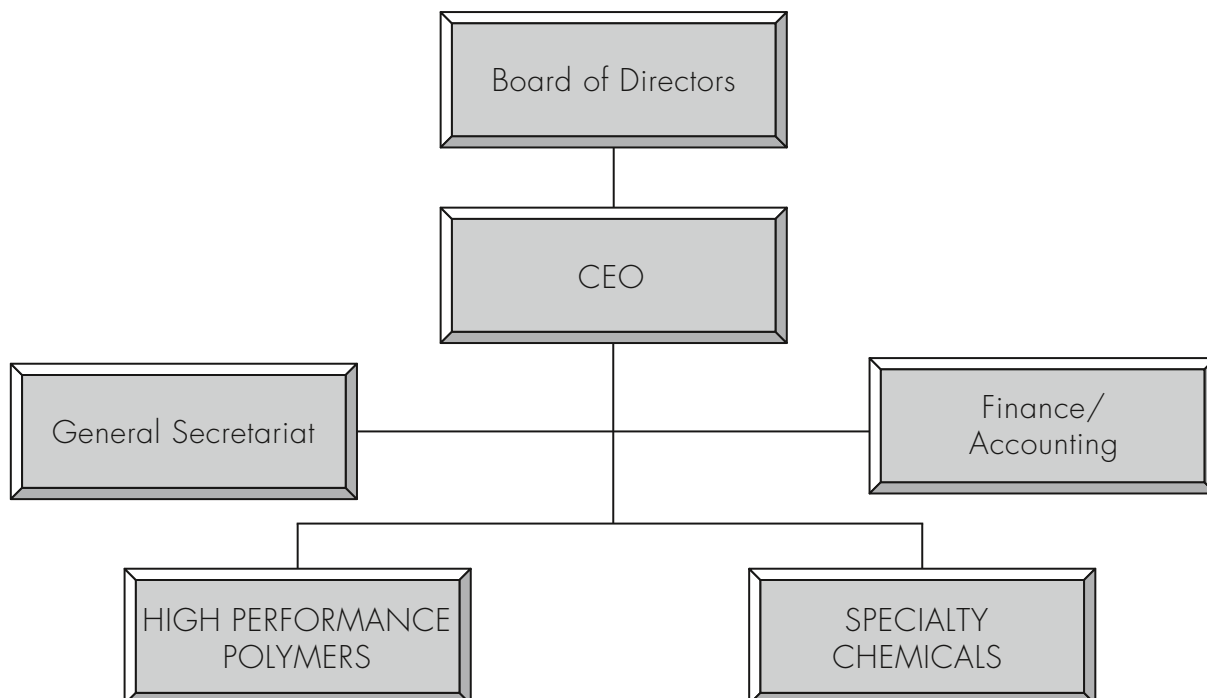 Board of Directors
CEO
General Secretariat
Finance/
Accounting
HIGH PERFORMANCE
POLYMERS
SPECIALTY
CHEMICALS